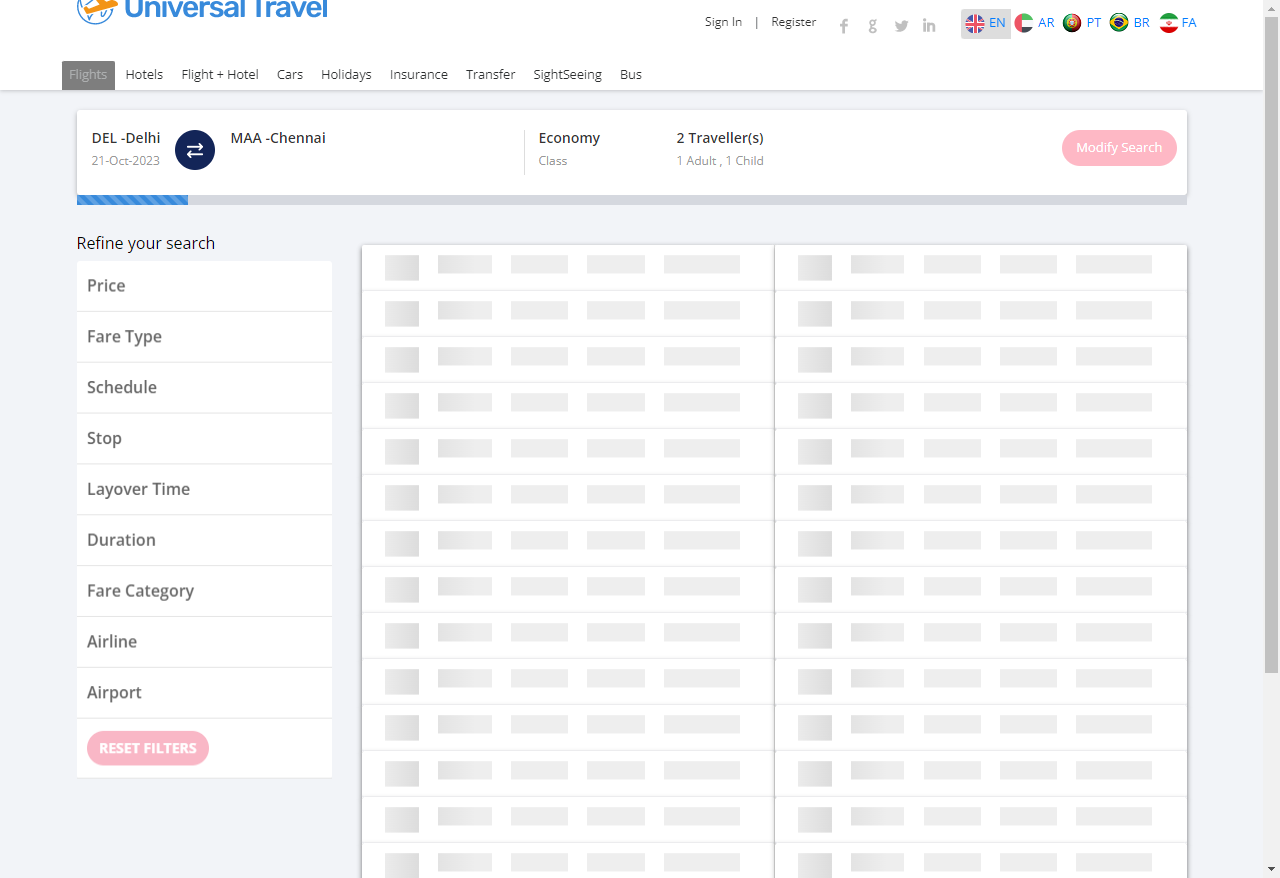 Universal Travel
Sign In | Register
EN AR PT BR FA
Flights Hotels Flight + Hotel Cars Holidays Insurance Transfer SightSeeing Bus
DEL -Delhi MAA -Chennai Economy 2 Traveller(s)
21-Oct-2023 Class 1 Adult , 1 Child
Modify Search
Refine your search
Price
Fare Type
Schedule
Stop
Layover Time
Duration
Fare Category
Airline
Airport
RESET FILTERS